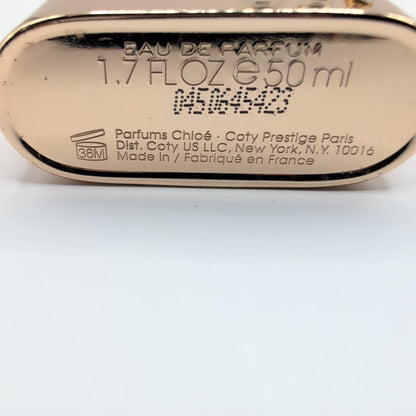 EAU DE PARFUM
1.7 FL OZ ℮ 50 ml
0450645423
Parfums Chloé · Coty Prestige Paris
36M Dist. Coty US LLC, New York, N.Y. 10016
Made in / Fabriqué en France